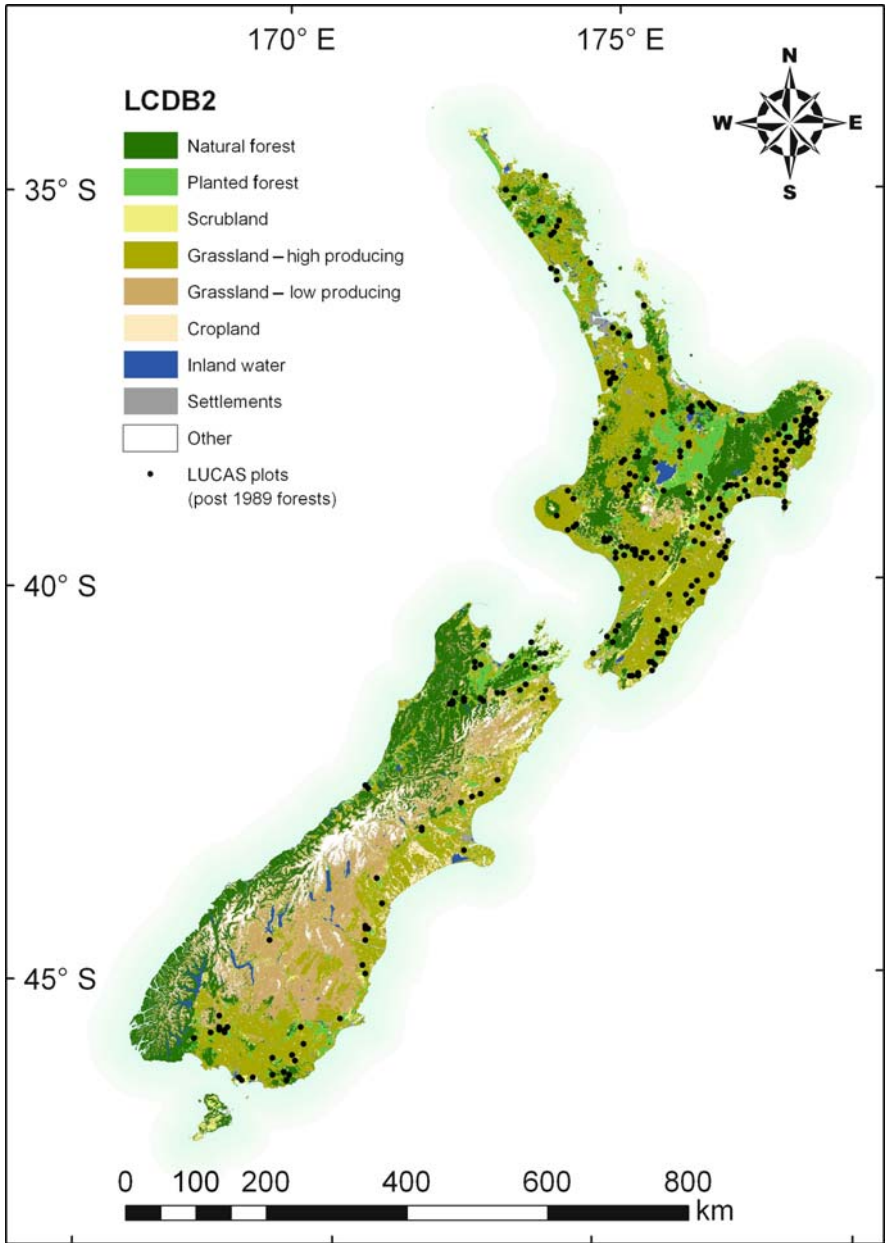 170° E 175° E
N
W E
S
LCDB2
Natural forest
Planted forest
Scrubland
Grassland – high producing
Grassland – low producing
Cropland
Inland water
Settlements
Other
LUCAS plots
(post 1989 forests)
35° S
40° S
45° S
0 100 200 400 600 800
km